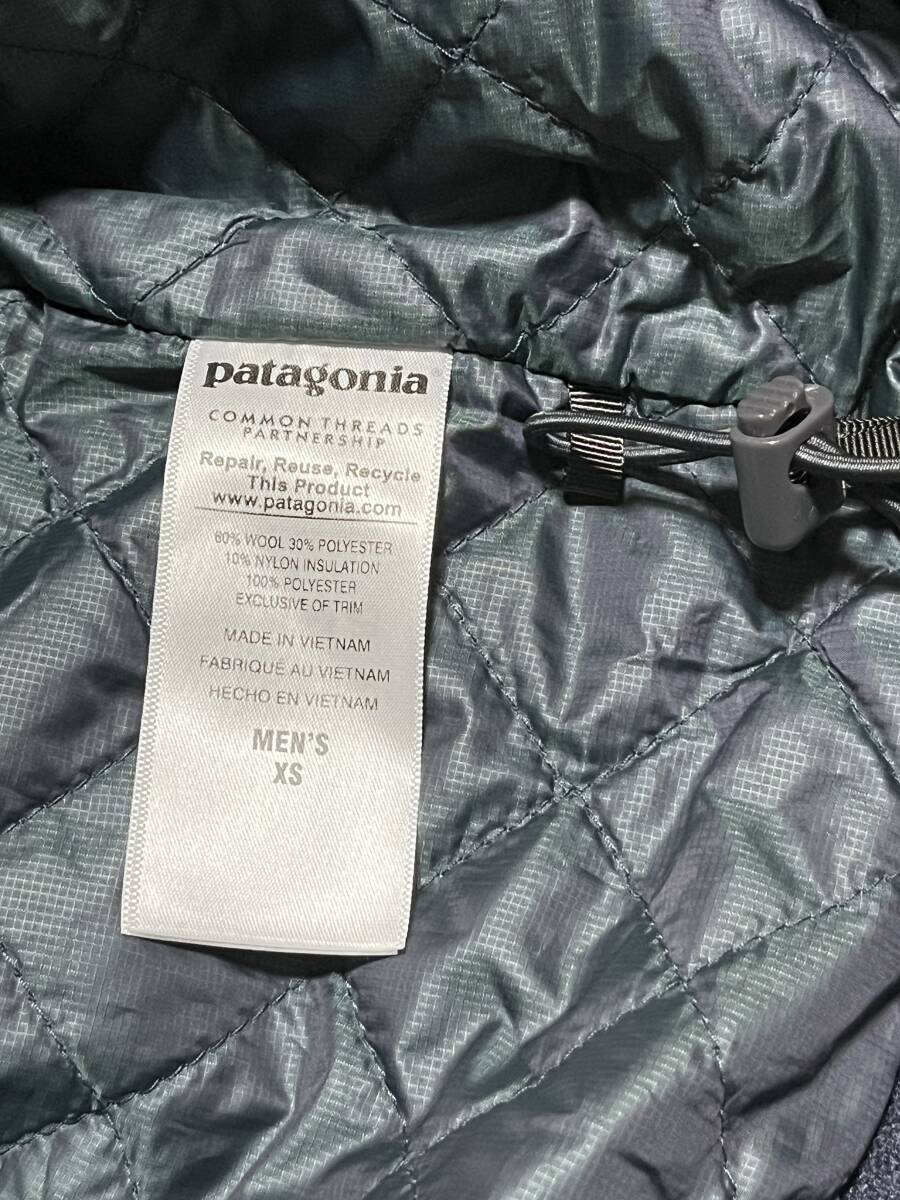 patagonia®
COMMON THREADS
PARTNERSHIP
Repair, Reuse, Recycle
This Product
www.patagonia.com
60% WOOL 30% POLYESTER
10% NYLON INSULATION
100% POLYESTER
EXCLUSIVE OF TRIM
MADE IN VIETNAM
FABRIQUÉ AU VIETNAM
HECHO EN VIETNAM
MEN'S
XS